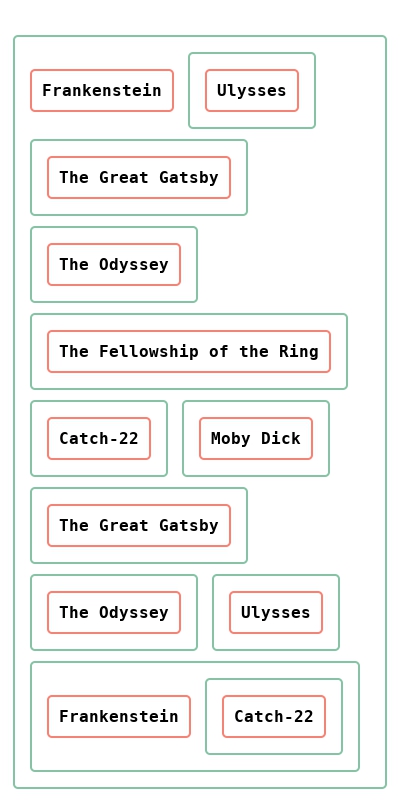 Frankenstein Ulysses
The Great Gatsby
The Odyssey
The Fellowship of the Ring
Catch-22 Moby Dick
The Great Gatsby
The Odyssey Ulysses
Frankenstein Catch-22